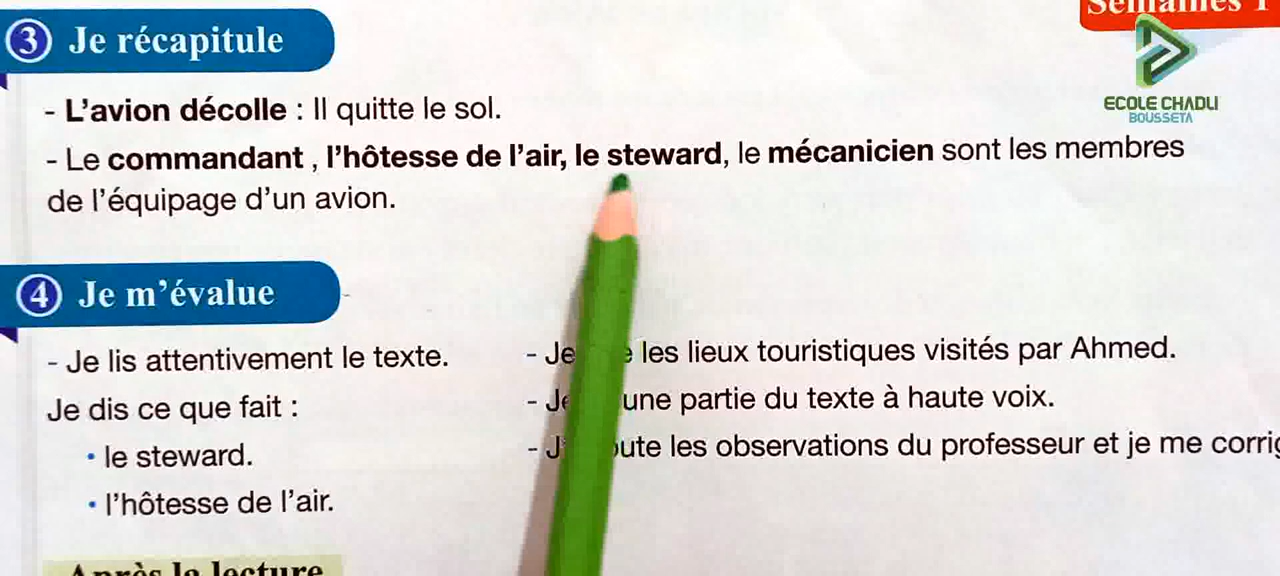 Semaines 1
3 Je récapitule
ECOLE CHADLI
BOUSSETA
- L'avion décolle : Il quitte le sol.
- Le commandant , l'hôtesse de l'air, le steward, le mécanicien sont les membres
de l'équipage d'un avion.
4 Je m'évalue
- Je lis attentivement le texte.
Je dis ce que fait :
• le steward.
• l'hôtesse de l'air.
- Je les lieux touristiques visités par Ahmed.
- une partie du texte à haute voix.
- les observations du professeur et je me
Après la lecture